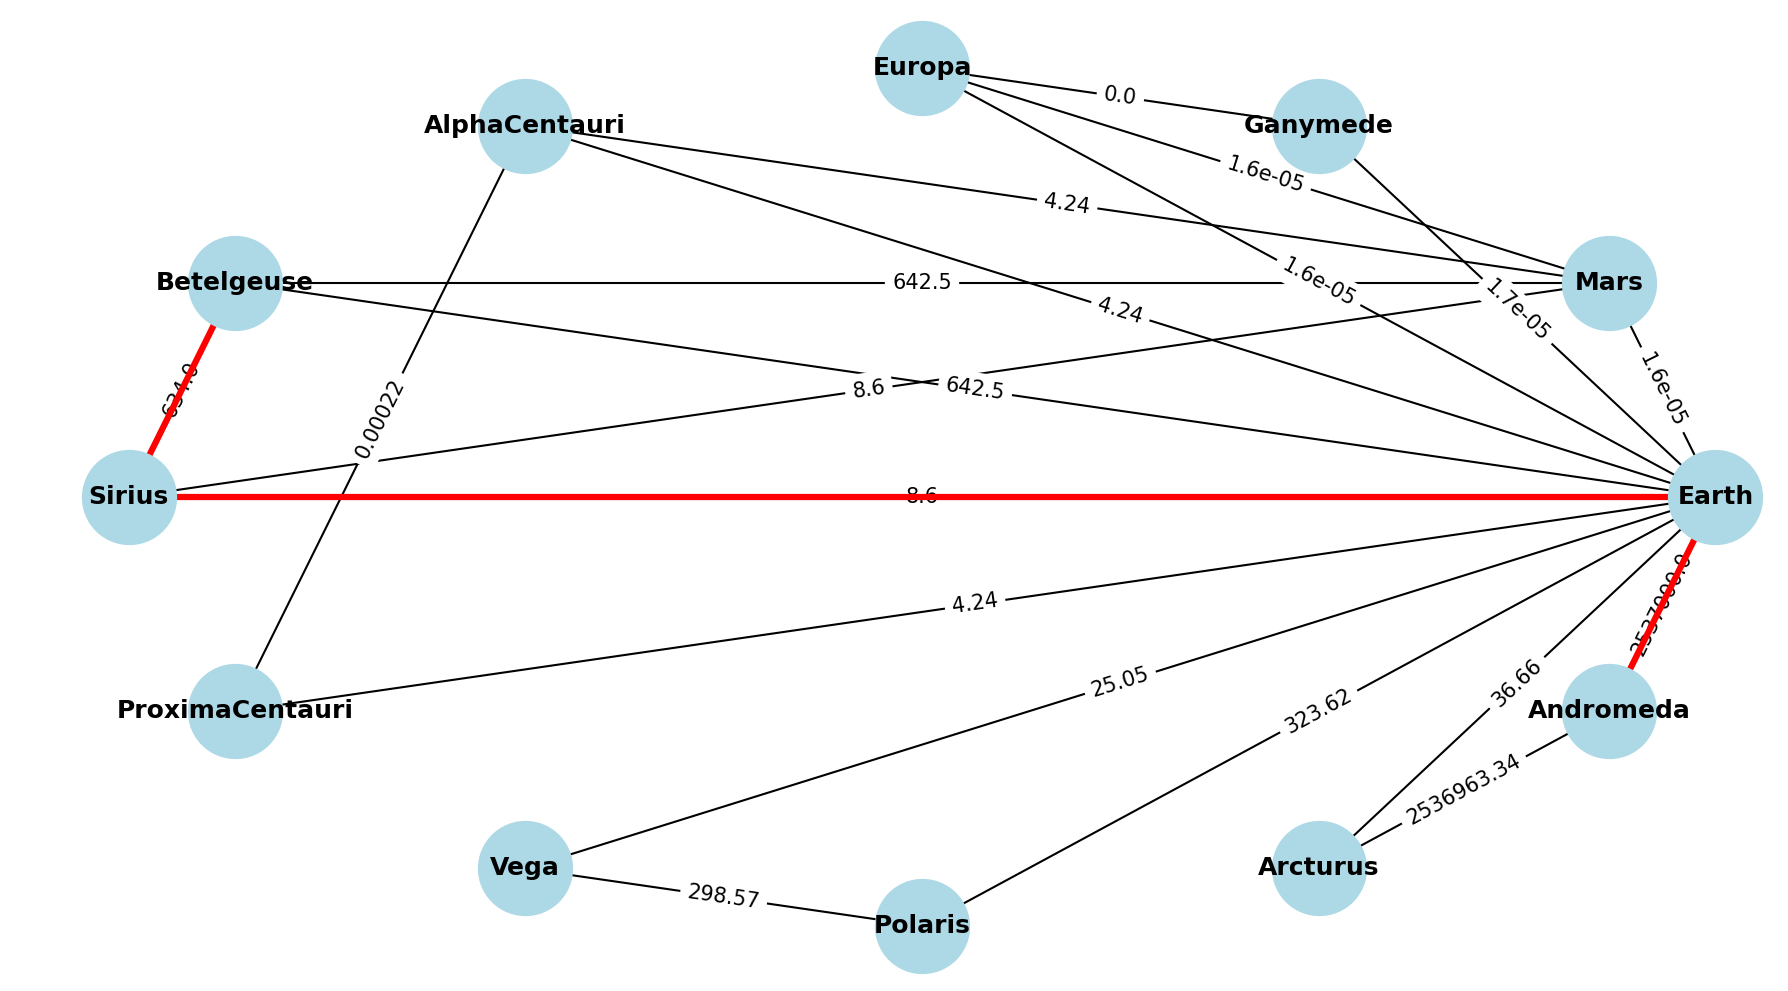 Europa
0.0
AlphaCentauri
Ganymede
1.6e-05
4.24
Betelgeuse
642.5
1.6e-05
1.7e-05
Mars
4.24
634.0
8.6
642.5
1.6e-05
0.00022
Sirius
8.6
Earth
4.24
2537000.0
25.05
36.66
323.62
ProximaCentauri
Andromeda
2536963.34
Vega
298.57
Arcturus
Polaris